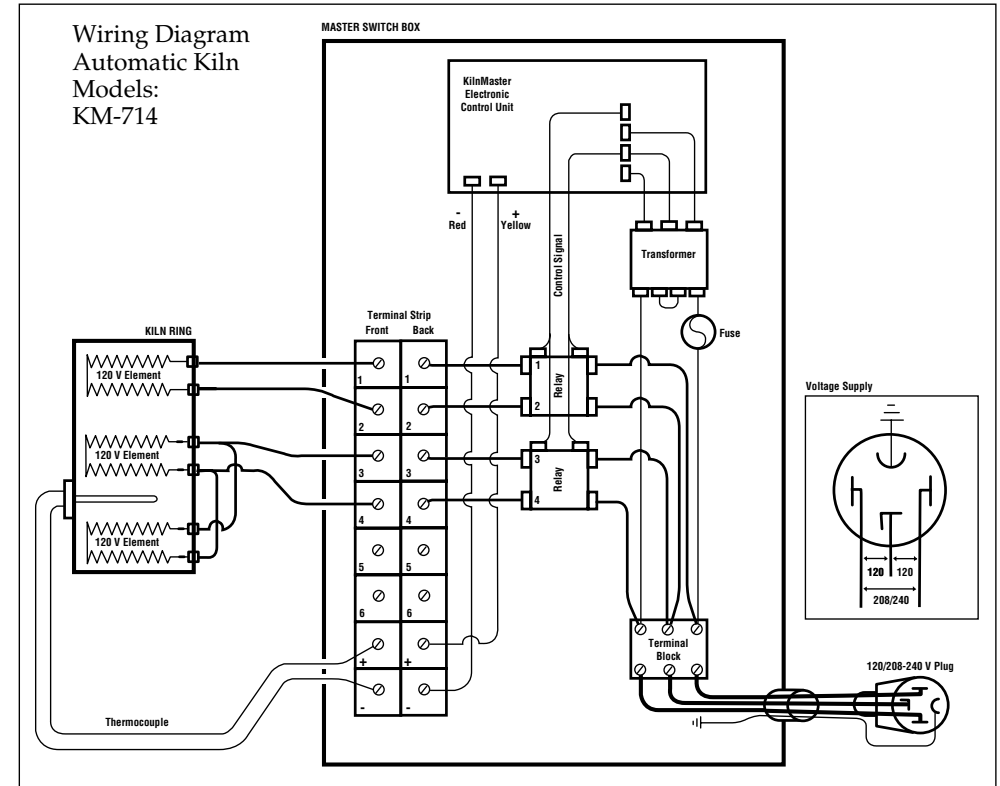 Wiring Diagram
Automatic Kiln
Models:
KM-714
MASTER SWITCH BOX
KilnMaster
Electronic
Control Unit
- +
Red Yellow
Control Signal
Transformer
Fuse
Terminal Strip
Front Back
KILN RING
120 V Element
120 V Element
120 V Element
1 1
2 2
3 3
4 4
5 5
6 6
+ +
- -
1
Relay
2
3
Relay
4
Terminal
Block
Thermocouple
Voltage Supply
120 120
208/240
120/208-240 V Plug